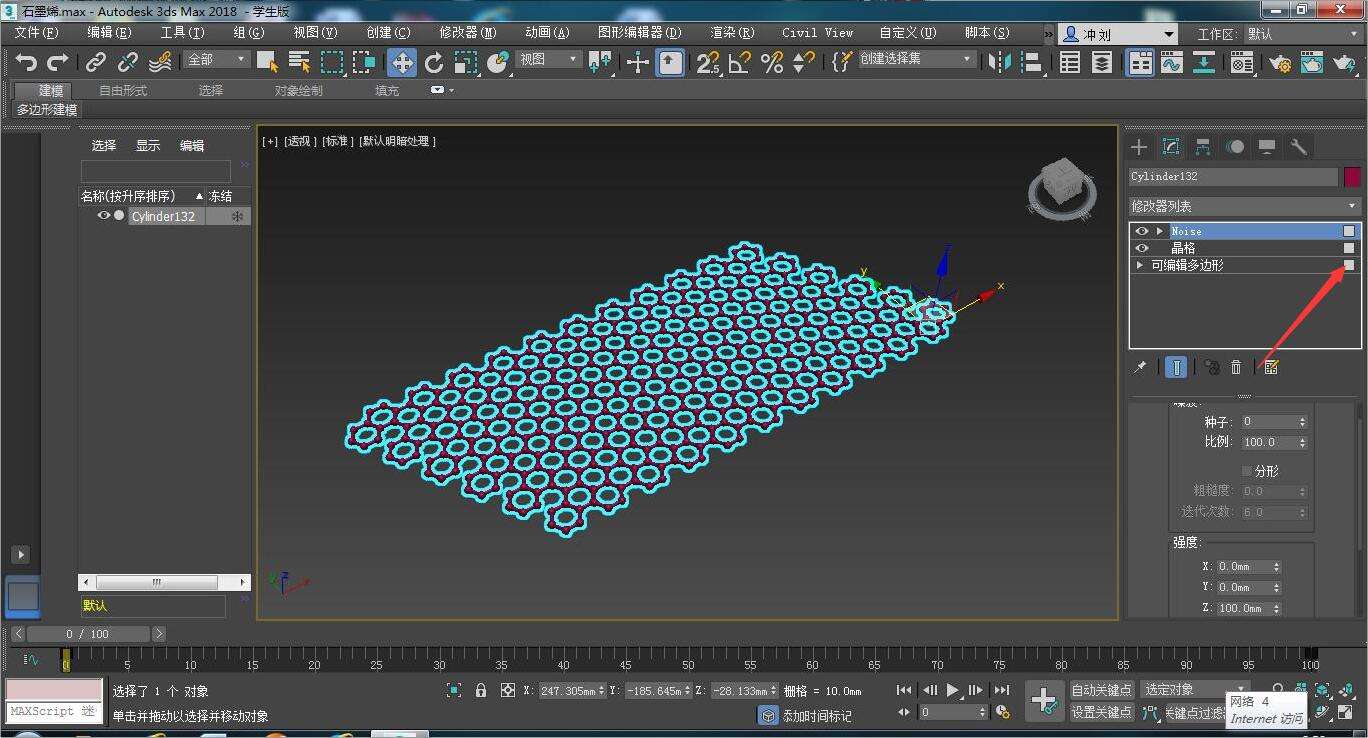 石墨烯.max - Autodesk 3ds Max 2018 - 学生版
文件(F) 编辑(E) 工具(T) 组(G) 视图(V) 创建(C) 修改器(M) 动画(A) 图形编辑器(D) 渲染(R) Civil View 自定义(U) 脚本(S) » 冲 刘 工作区: 默认
全部 视图 创建选择集
建模 自由形式 选择 对象绘制 填充
多边形建模
选择 显示 编辑
名称(按升序排序) 冻结
Cylinder132
默认
[+] [透视] [标准] [默认明暗处理]
z
y
x
Cylinder132
修改器列表
Noise
晶格
可编辑多边形
种子: 0
比例: 100.0
分形
粗糙度: 0.0
迭代次数: 6.0
强度:
X: 0.0mm
Y: 0.0mm
Z: 100.0mm
0 / 100
5 10 15 20 25 30 35 40 45 50 55 60 65 70 75 80 85 90 95 100
选择了 1 个 对象 X: 247.305mm Y: -185.645m Z: -28.133mm 栅格 = 10.0mm 自动关键点 选定对象
MAXScript 迷
单击并拖动以选择并移动对象 添加时间标记 0 设置关键点 关键点过滤
网络 4
Internet 访问